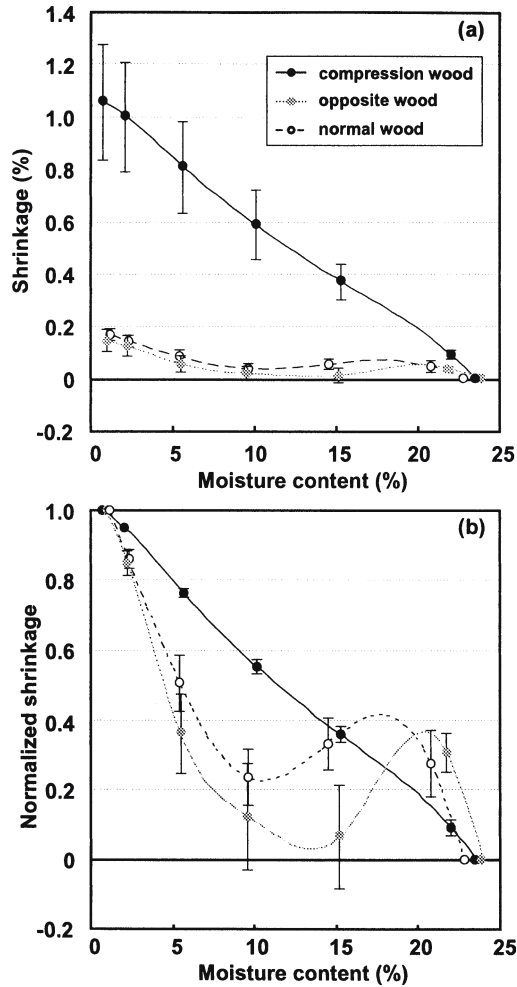 1.4
(a)
1.2
compression wood
opposite wood
1.0
normal wood
0.8
Shrinkage (%)
0.6
0.4
0.2
0
-0.2
0 5 10 15 20 25
Moisture content (%)
1.0
(b)
0.8
0.6
Normalized shrinkage
0.4
0.2
0
-0.2
0 5 10 15 20 25
Moisture content (%)